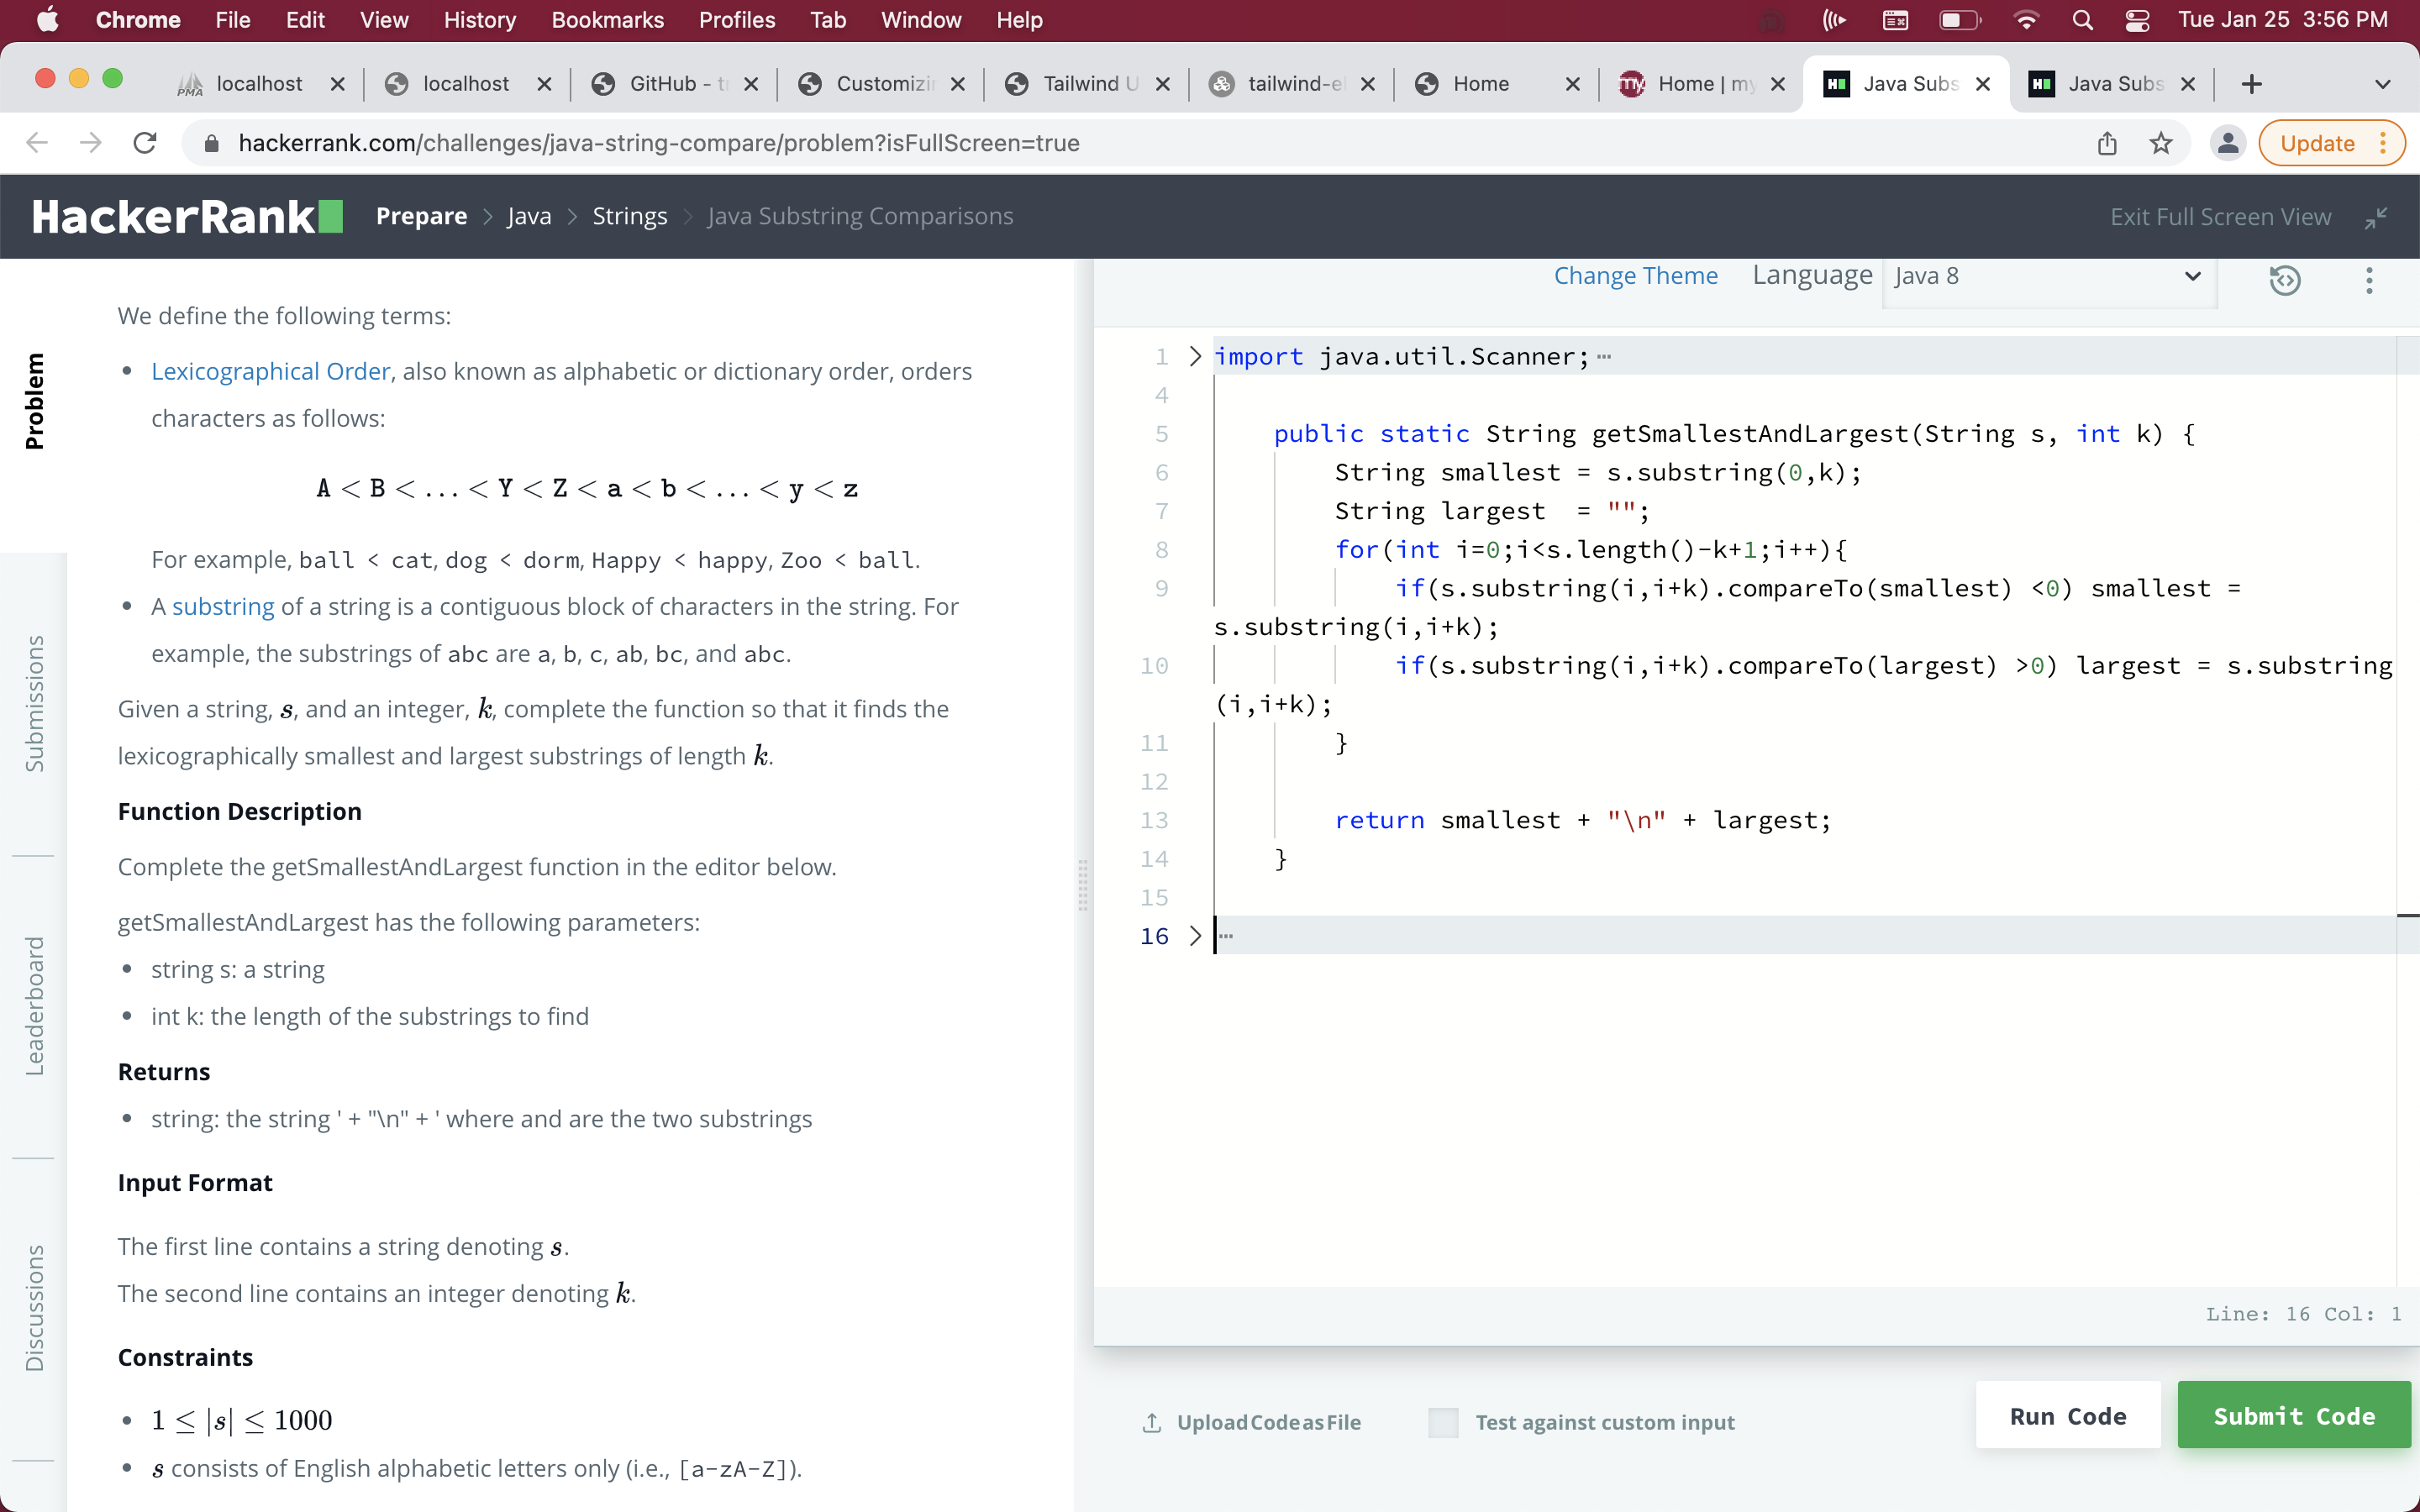 Chrome File Edit View History Bookmarks Profiles Tab Window Help Tue Jan 25 3:56 PM
PMA localhost localhost GitHub - Customizi Tailwind U tailwind-e Home my Home | my Java Subs Java Subs
hackerrank.com/challenges/java-string-compare/problem?isFullScreen=true Update
HackerRank Prepare > Java > Strings > Java Substring Comparisons Exit Full Screen View
Problem
Submissions
Leaderboard
Discussions
We define the following terms:
• Lexicographical Order, also known as alphabetic or dictionary order, orders
characters as follows:
A < B < ... < Y < Z < a < b < ... < y < z
For example, ball < cat, dog < dorm, Happy < happy, Zoo < ball.
• A substring of a string is a contiguous block of characters in the string. For
example, the substrings of abc are a, b, c, ab, bc, and abc.
Given a string, s, and an integer, k, complete the function so that it finds the
lexicographically smallest and largest substrings of length k.
Function Description
Complete the getSmallestAndLargest function in the editor below.
getSmallestAndLargest has the following parameters:
• string s: a string
• int k: the length of the substrings to find
Returns
• string: the string ' + "\n" + ' where and are the two substrings
Input Format
The first line contains a string denoting s.
The second line contains an integer denoting k.
Constraints
• 1 ≤ |s| ≤ 1000
• s consists of English alphabetic letters only (i.e., [a-zA-Z]).
Change Theme Language Java 8
1 > import java.util.Scanner;⋯
4
5 public static String getSmallestAndLargest(String s, int k) {
6 String smallest = s.substring(0,k);
7 String largest  = "";
8 for(int i=0;i<s.length()-k+1;i++){
9 if(s.substring(i,i+k).compareTo(smallest) <0) smallest =
s.substring(i,i+k);
10 if(s.substring(i,i+k).compareTo(largest) >0) largest = s.substring
(i,i+k);
11 }
12
13 return smallest + "\n" + largest;
14 }
15
16 > ⋯
Line: 16 Col: 1
Upload Code as File Test against custom input Run Code Submit Code